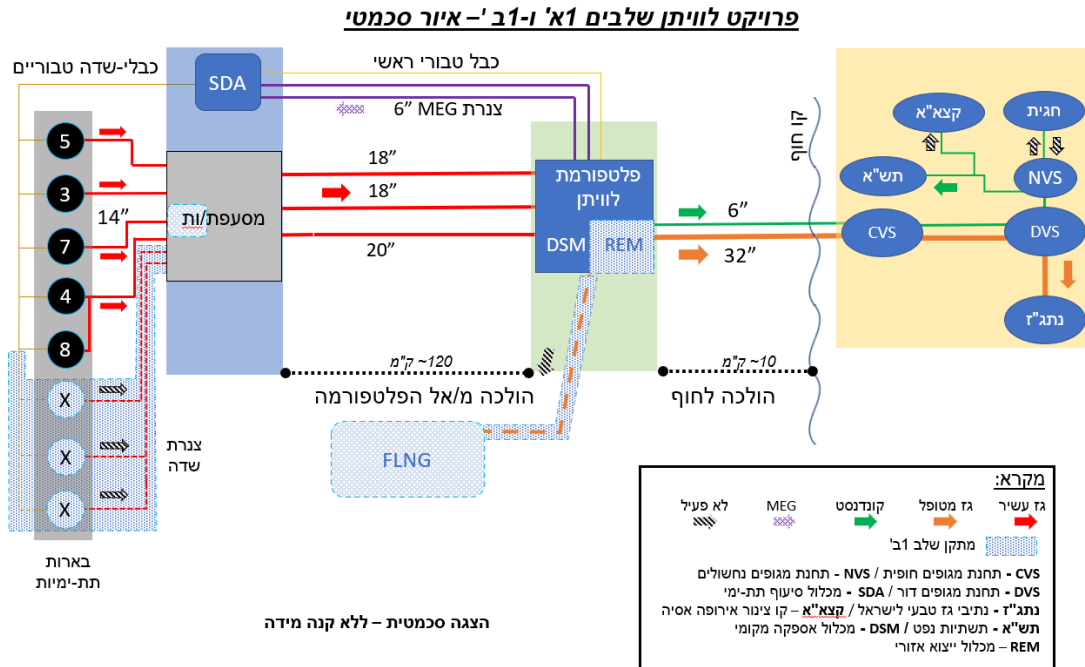 פרויקט לוויתן שלבים 1א' ו-1ב '– איור סכמטי
כבלי-שדה טבוריים
SDA
כבל טבורי ראשי
6” MEG צנרת
קו חוף
קצא"א
חגית
תש"א
NVS
CVS
DVS
נתג"ז
5
3
7
4
8
X
X
X
14”
מסעפת/ות
18”
18”
20”
פלטפורמת
לוויתן
DSM
REM
6”
32”
~120 ק"מ
~10 ק"מ
הולכה מ/אל הפלטפורמה
הולכה לחוף
FLNG
צנרת
שדה
בארות
תת-ימיות
הצגה סכמטית – ללא קנה מידה
מקרא:
גז עשיר
גז מטופל
קונדנסט
MEG
לא פעיל
מתקן שלב 1ב'
CVS - תחנת מגופים חופית / NVS - תחנת מגופים נחשולים
DVS - תחנת מגופים דור / SDA - מכלול סיעוף תת-ימי
נתג"ז - נתיבי גז טבעי לישראל / קצא"א – קו צינור אירופה אסיה
תש"א - תשתיות נפט / DSM - מכלול אספקה מקומי
REM – מכלול ייצוא אזורי